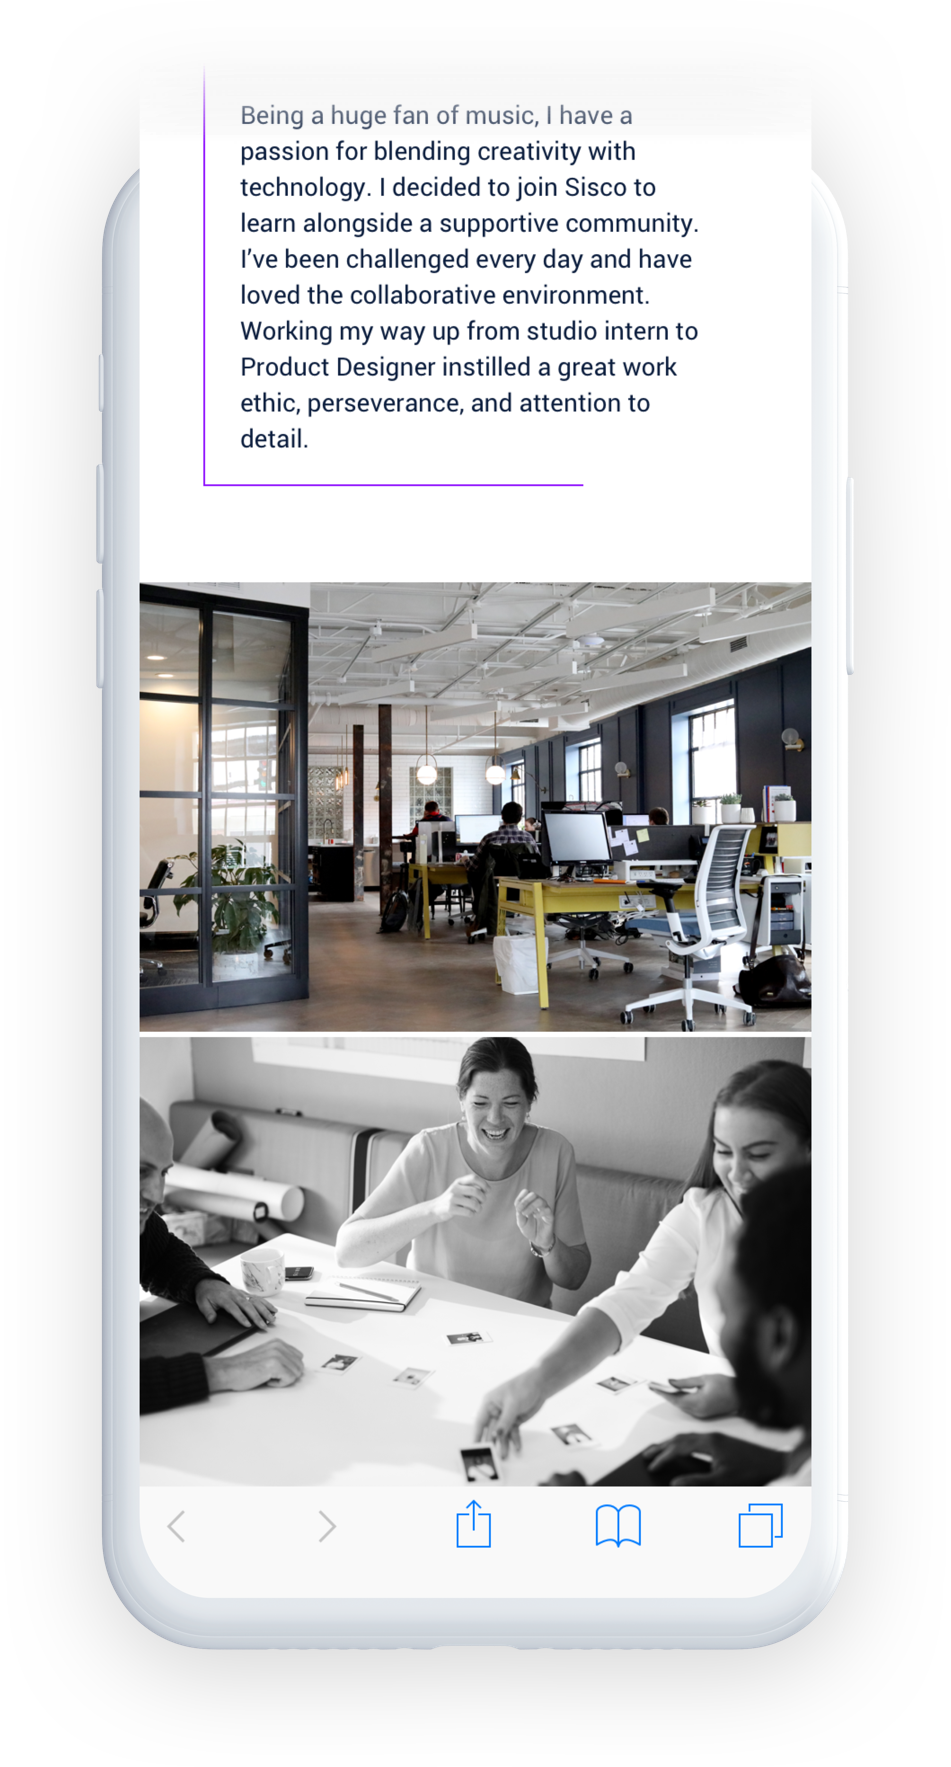 Being a huge fan of music, I have a
passion for blending creativity with
technology. I decided to join Sisco to
learn alongside a supportive community.
I’ve been challenged every day and have
loved the collaborative environment.
Working my way up from studio intern to
Product Designer instilled a great work
ethic, perseverance, and attention to
detail.